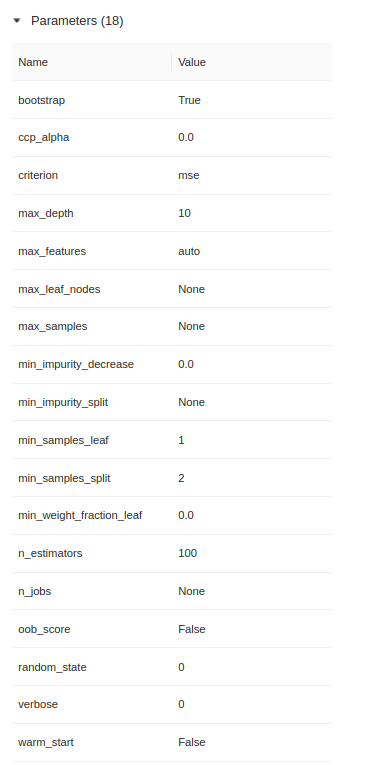 Parameters (18)
Name Value
bootstrap True
ccp_alpha 0.0
criterion mse
max_depth 10
max_features auto
max_leaf_nodes None
max_samples None
min_impurity_decrease 0.0
min_impurity_split None
min_samples_leaf 1
min_samples_split 2
min_weight_fraction_leaf 0.0
n_estimators 100
n_jobs None
oob_score False
random_state 0
verbose 0
warm_start False